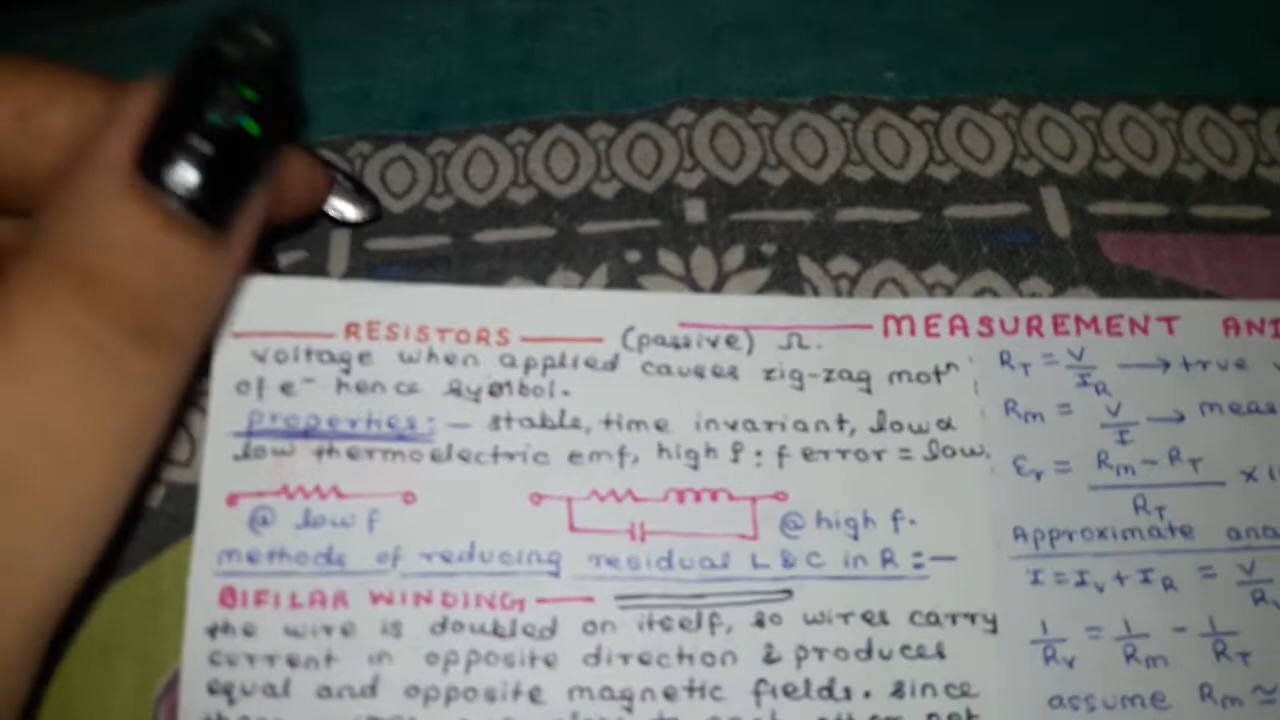 RESISTORS (passive) Ω.
voltage when applied causes zig-zag motⁿ
of e⁻ hence symbol.
properties:- stable, time invariant, low α
low thermoelectric emf, high ρ; f error = low.
@ low f
@ high f.
methods of reducing residual L & C in R:-
BIFILAR WINDING
the wire is doubled on itself, so wires carry
current in opposite direction & produces
equal and opposite magnetic fields. since
MEASUREMENT AND
R_T = V/I_R → true
R_m = V/I → meas
ε_r = (R_m - R_T)/R_T × 1
Approximate ana
I = I_v + I_R = V/R
1/R_v = 1/R_m - 1/R_T
assume R_m ≃